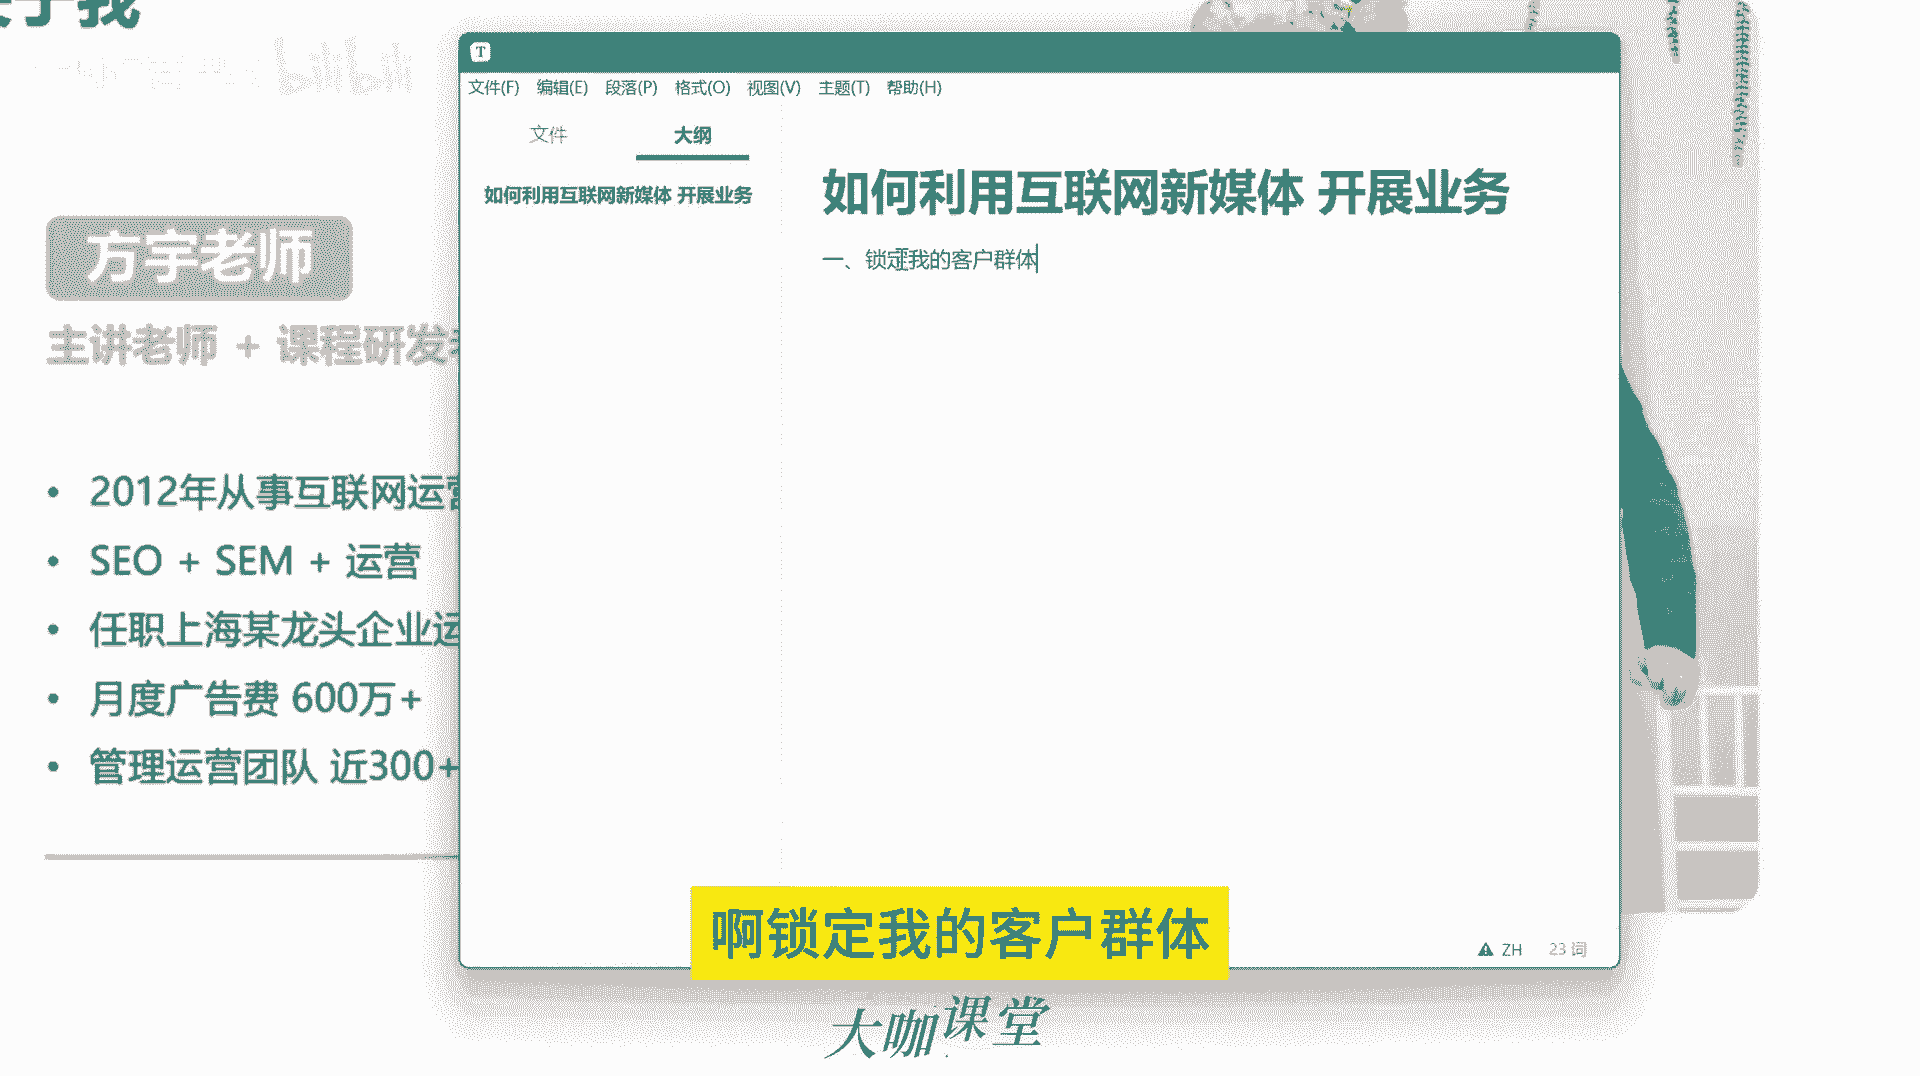 关于我
bilibili
方宇老师
主讲老师 + 课程研发
2012年从事互联网运营
SEO + SEM + 运营
任职上海某龙头企业运
月度广告费 600万+
管理运营团队 近300+
文件(F) 编辑(E) 段落(P) 格式(O) 视图(V) 主题(T) 帮助(H)
文件 大纲
如何利用互联网新媒体 开展业务
如何利用互联网新媒体 开展业务
一、锁定我的客户群体
ZH 23 词
啊锁定我的客户群体
大咖课堂